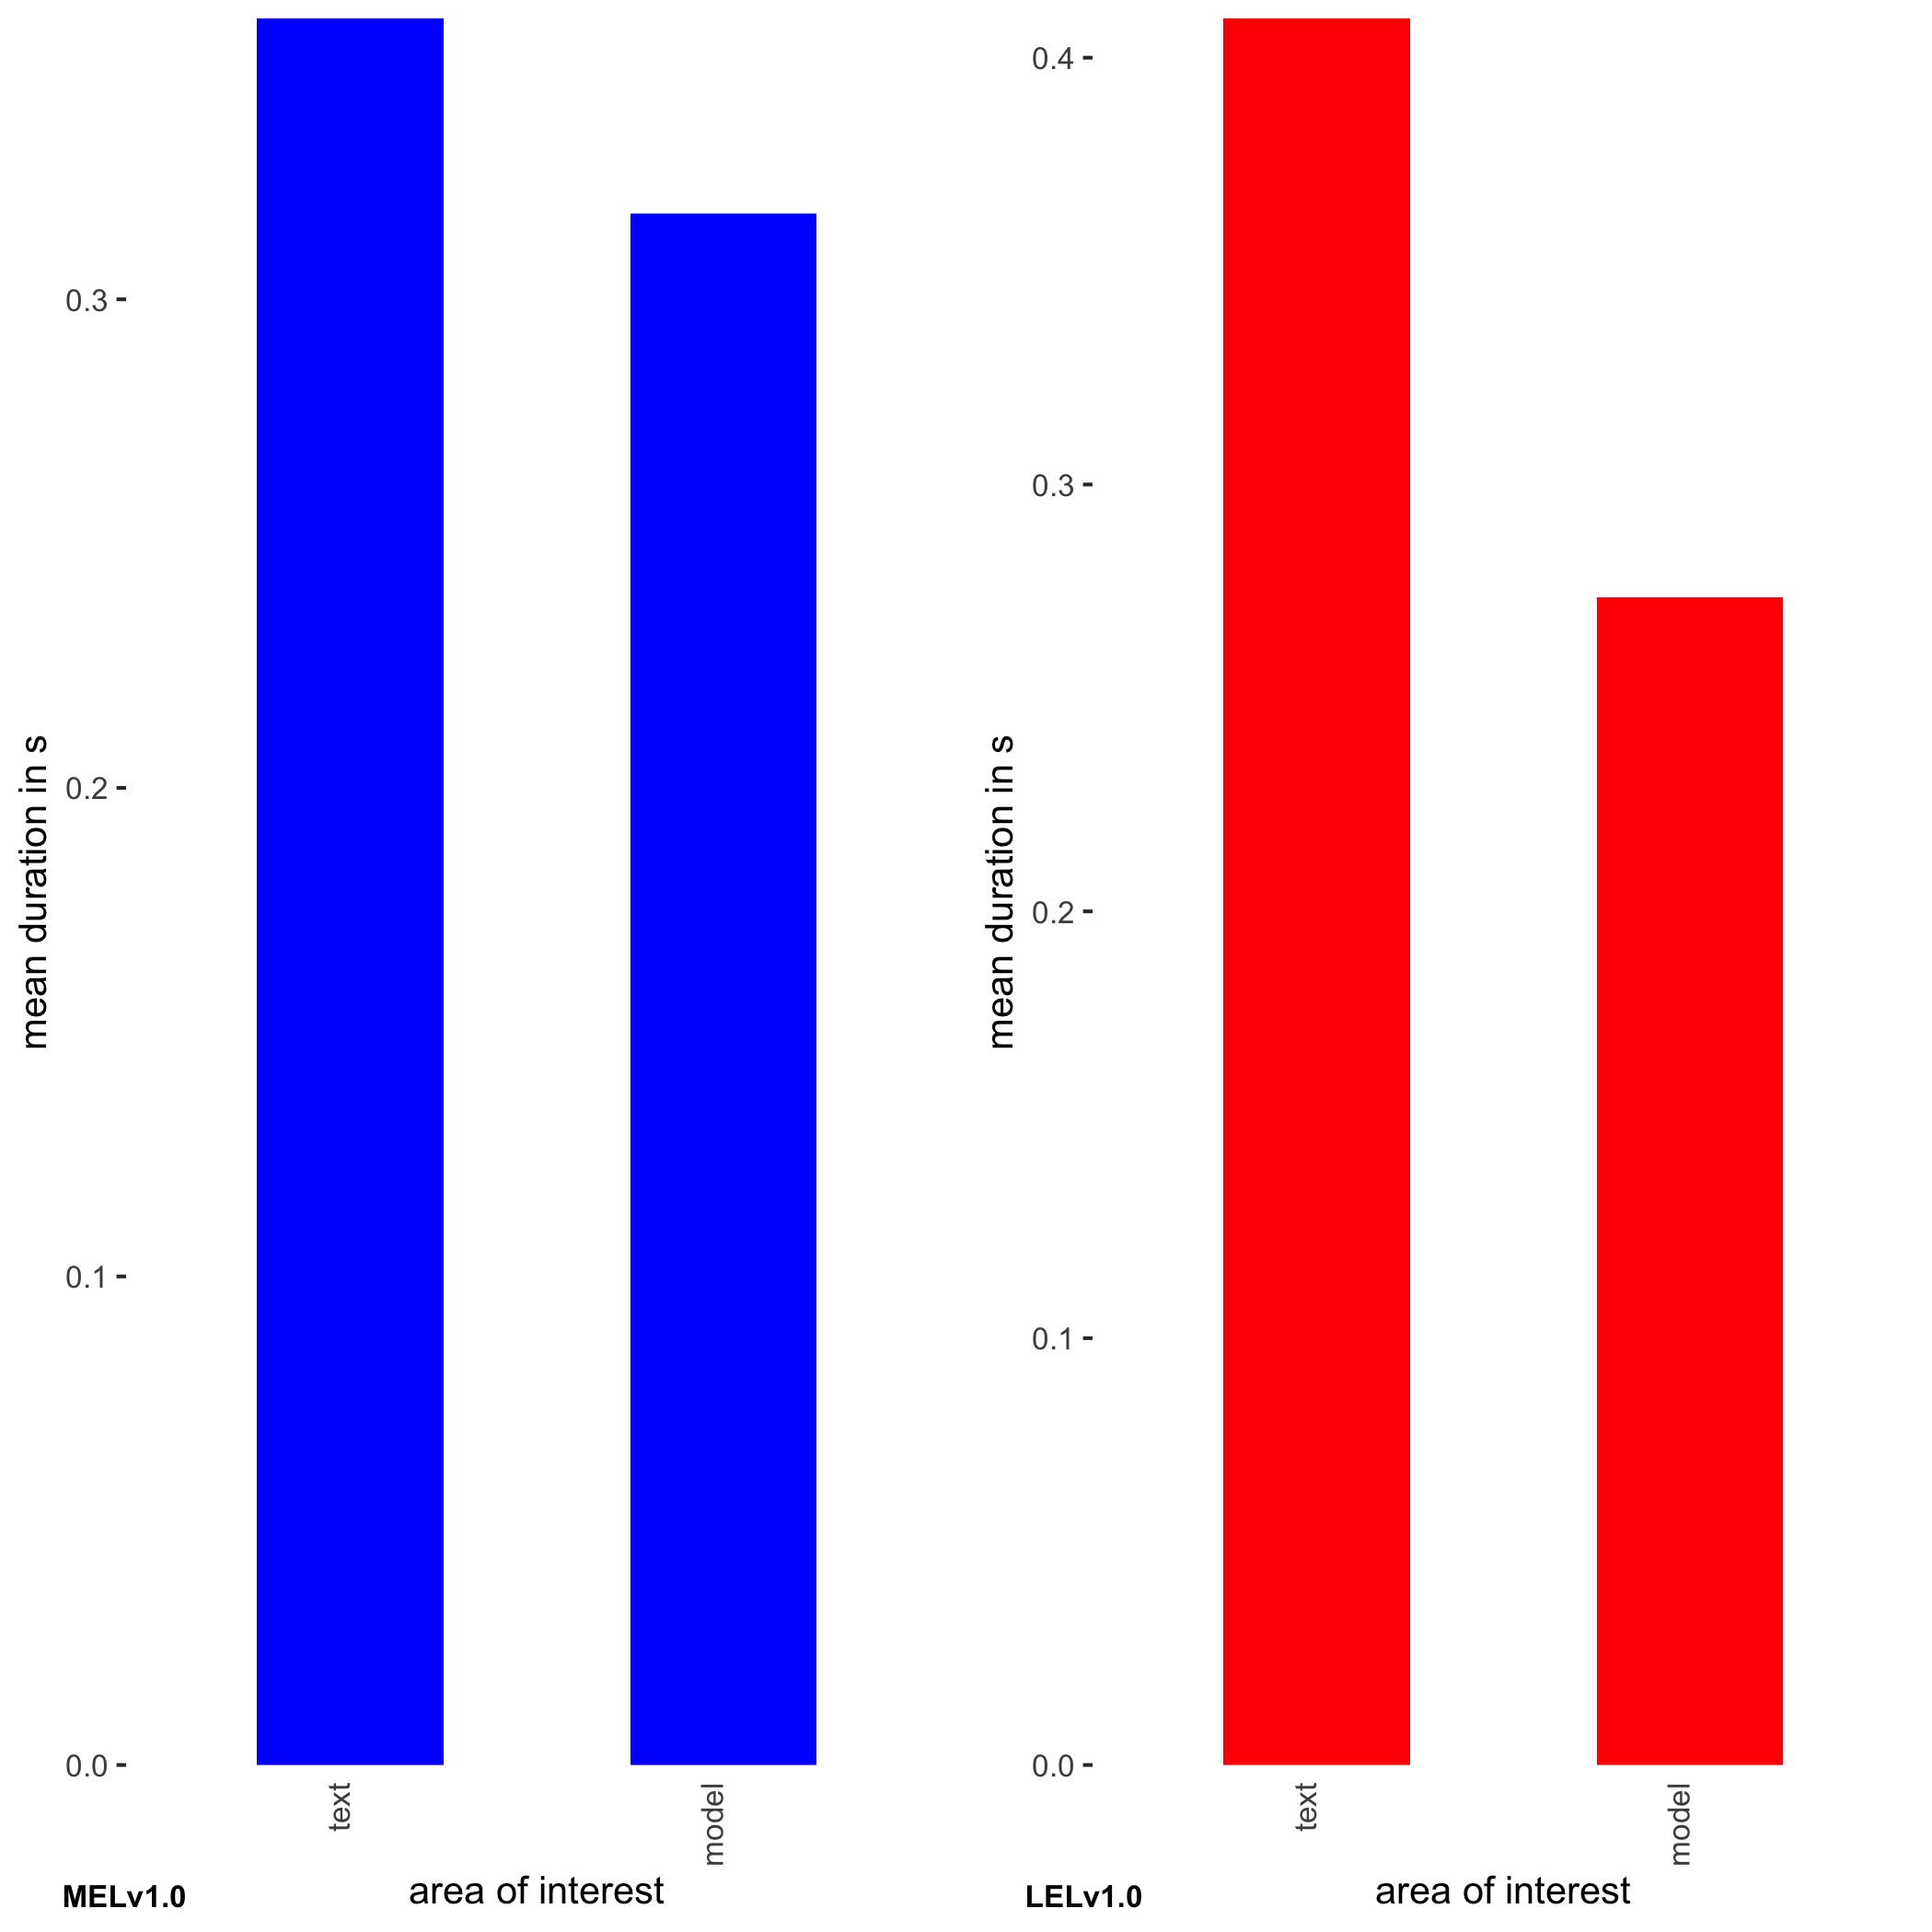 mean duration in s
0.3
0.2
0.1
0.0
text
model
area of interest
MELv1.0
mean duration in s
0.4
0.3
0.2
0.1
0.0
text
model
area of interest
LELv1.0